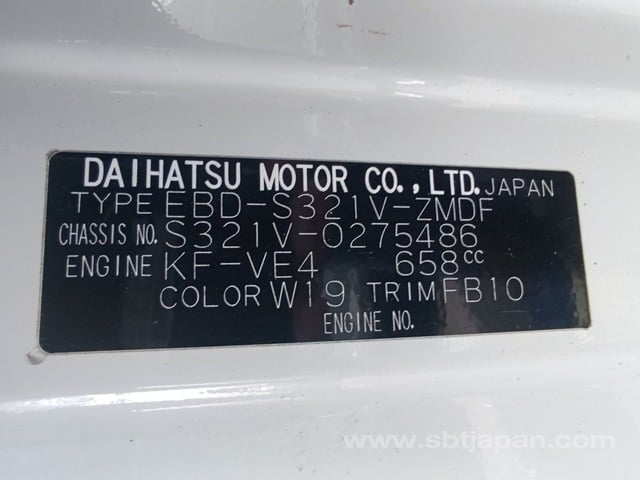 DAIHATSU MOTOR CO., LTD. JAPAN
TYPE EBD-S321V-ZMDF
CHASSIS NO. S321V-0275486
ENGINE KF-VE4 658cc
COLOR W19 TRIM FB10
ENGINE NO.
www.sbtjapan.com